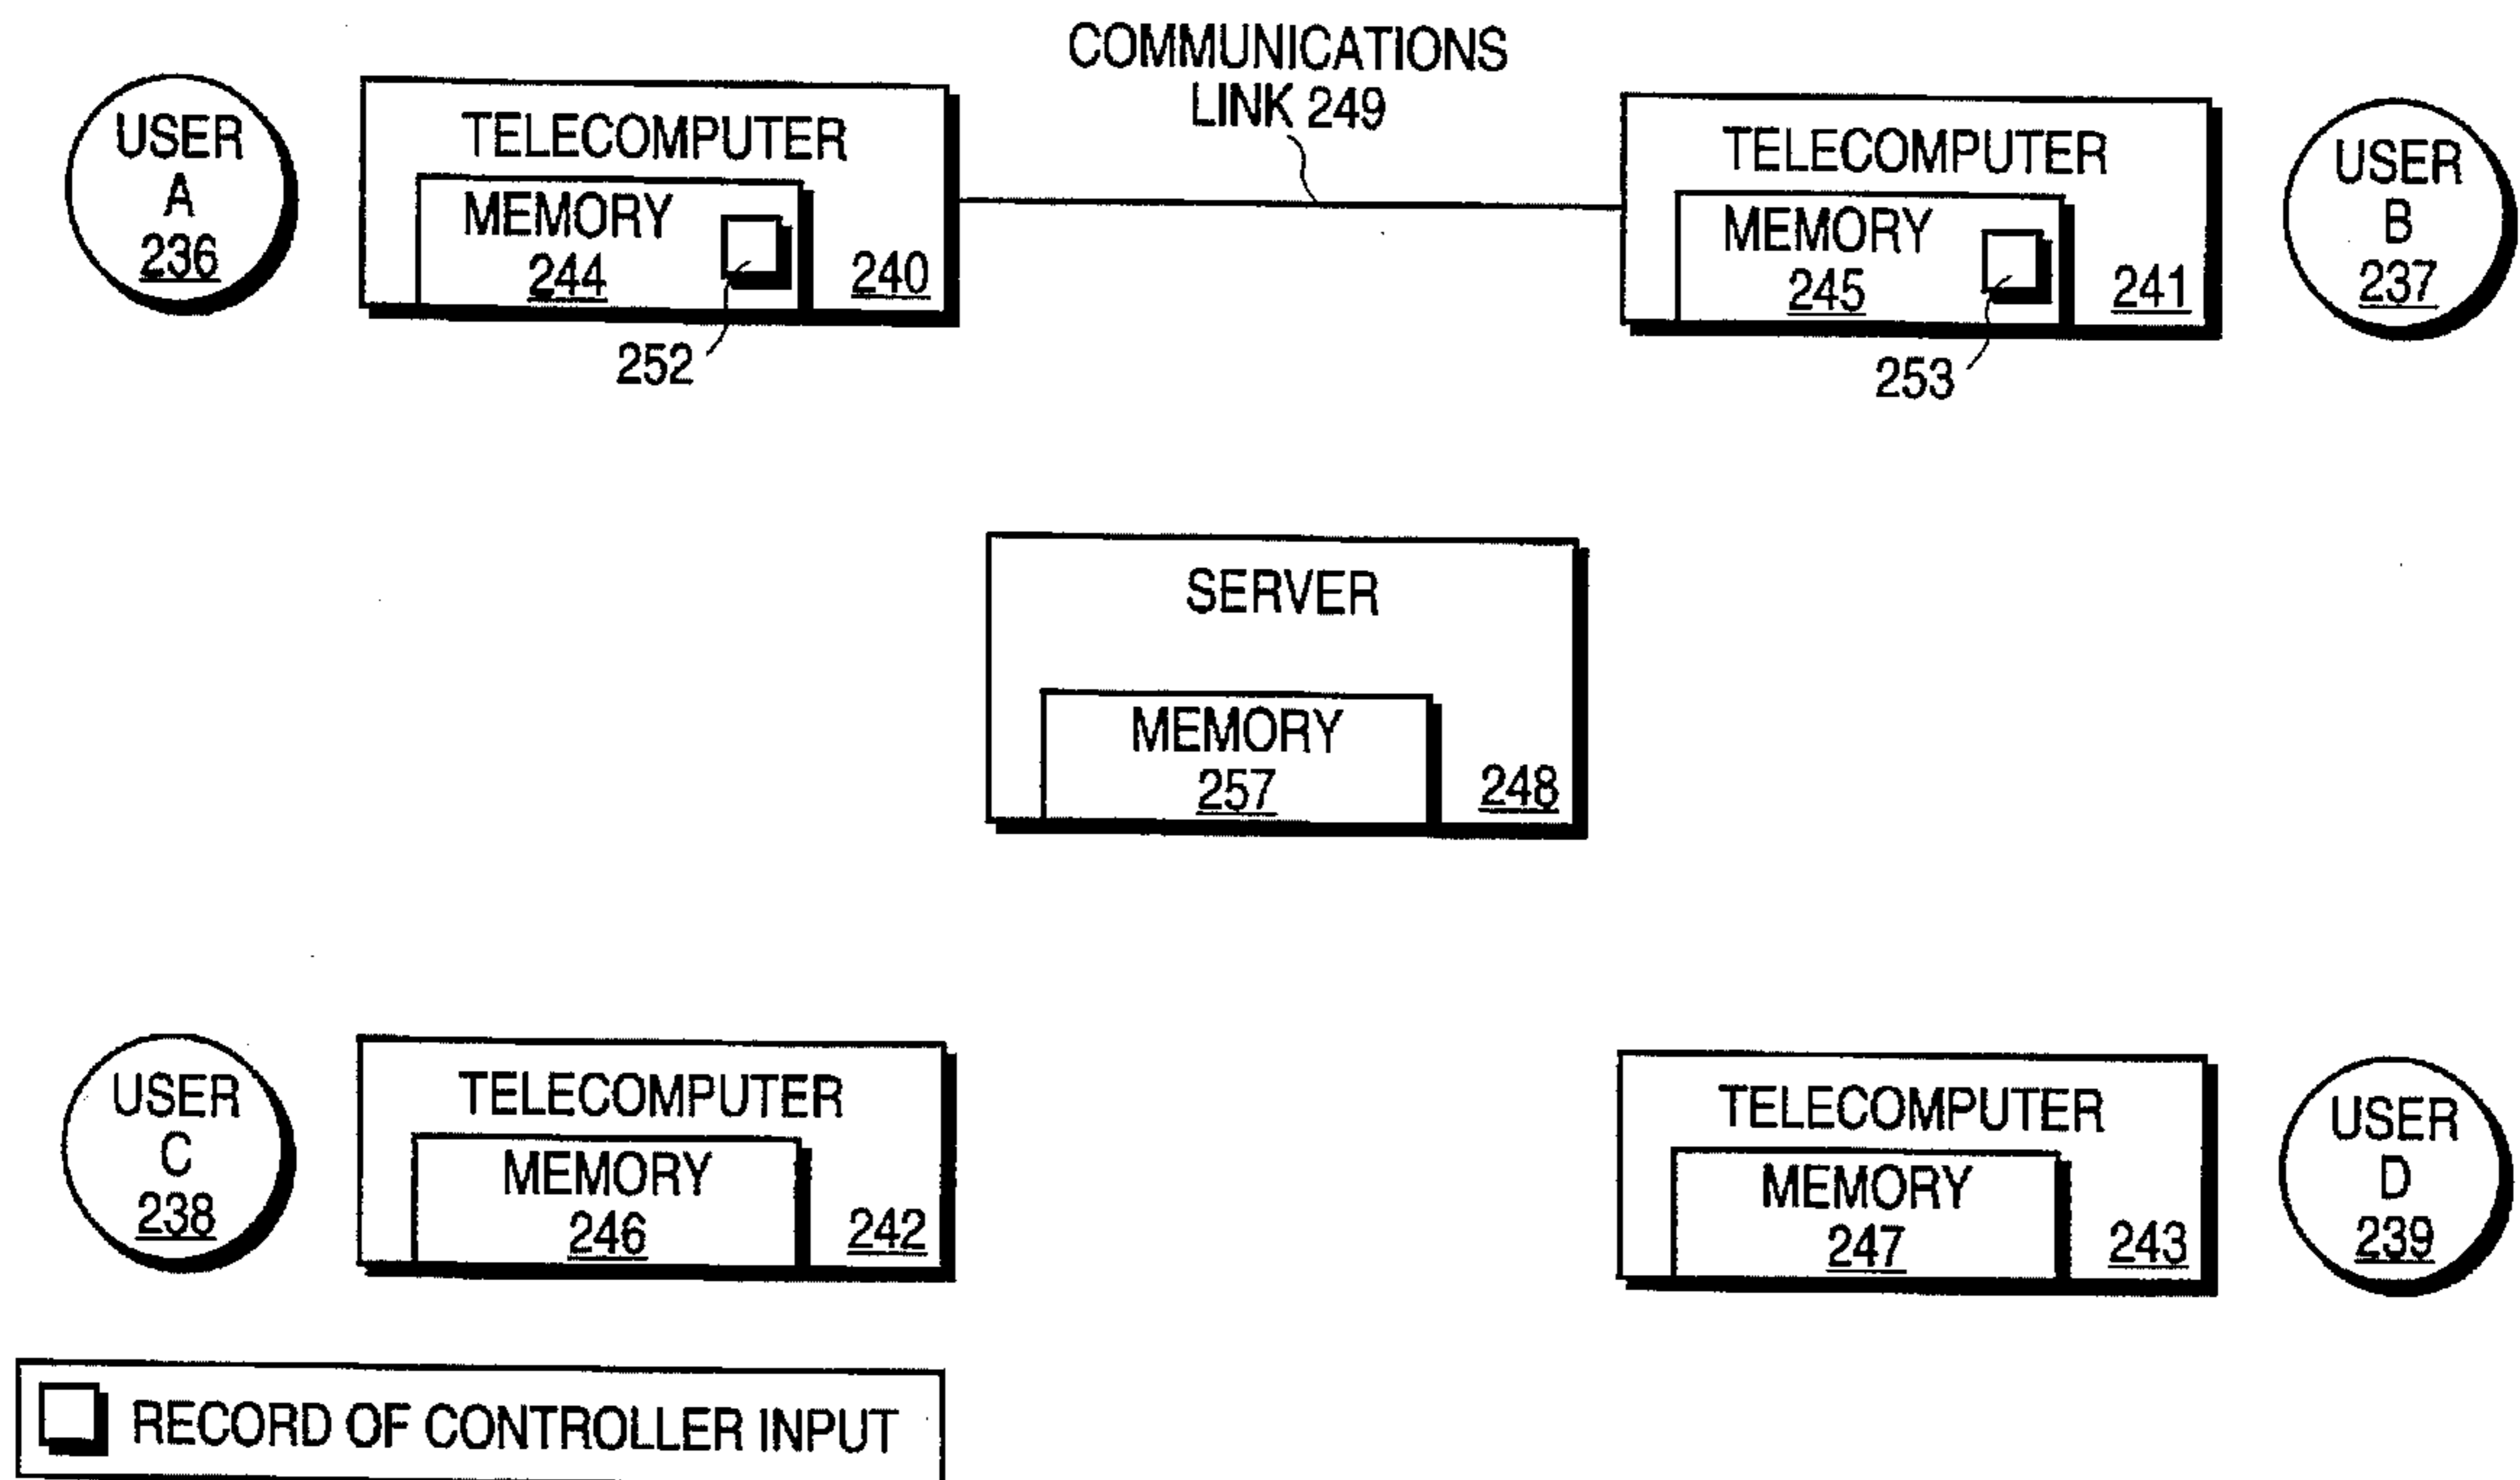 COMMUNICATIONS
LINK 249
USER
A
236
TELECOMPUTER
MEMORY
244
240
252
TELECOMPUTER
MEMORY
245
241
253
USER
B
237
SERVER
MEMORY
257
248
USER
C
238
TELECOMPUTER
MEMORY
246
242
TELECOMPUTER
MEMORY
247
243
USER
D
239
RECORD OF CONTROLLER INPUT